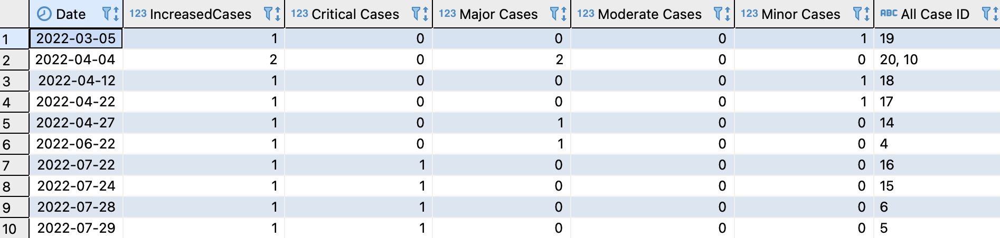 Date 123 IncreasedCases 123 Critical Cases 123 Major Cases 123 Moderate Cases 123 Minor Cases ABC All Case ID
1 2022-03-05 1 0 0 0 1 19
2 2022-04-04 2 0 2 0 0 20, 10
3 2022-04-12 1 0 0 0 1 18
4 2022-04-22 1 0 0 0 1 17
5 2022-04-27 1 0 1 0 0 14
6 2022-06-22 1 0 1 0 0 4
7 2022-07-22 1 1 0 0 0 16
8 2022-07-24 1 1 0 0 0 15
9 2022-07-28 1 1 0 0 0 6
10 2022-07-29 1 1 0 0 0 5